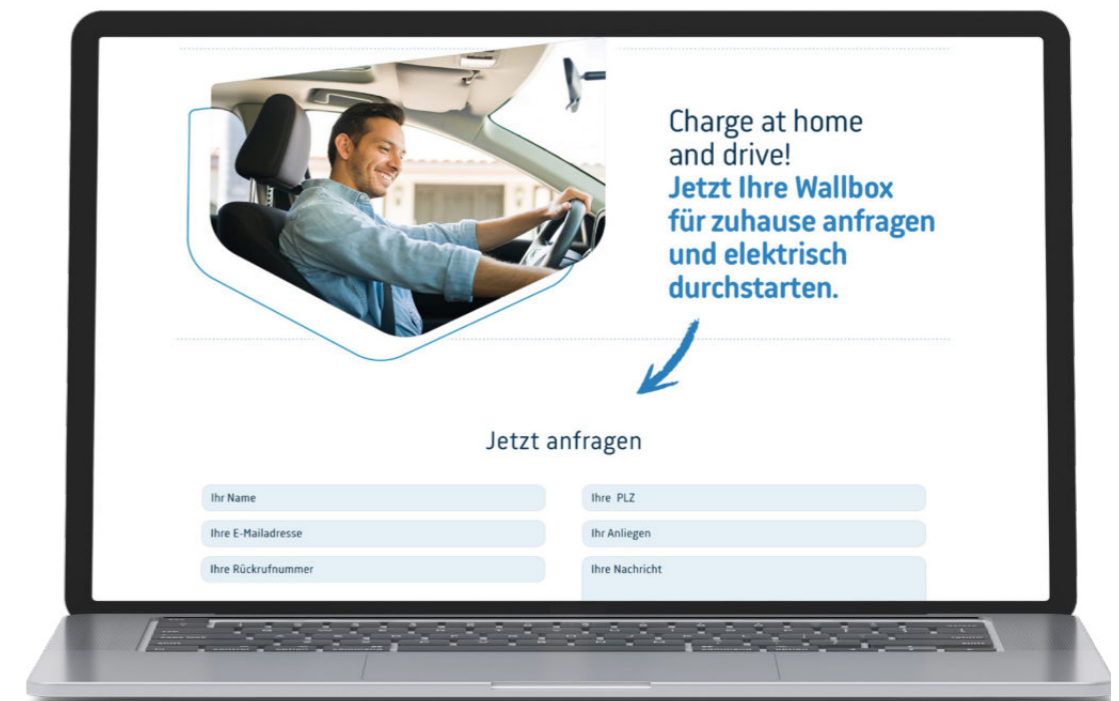 Charge at home
and drive!
Jetzt Ihre Wallbox
für zuhause anfragen
und elektrisch
durchstarten.
Jetzt anfragen
Ihr Name
Ihre PLZ
Ihre E-Mailadresse
Ihr Anliegen
Ihre Rückrufnummer
Ihre Nachricht